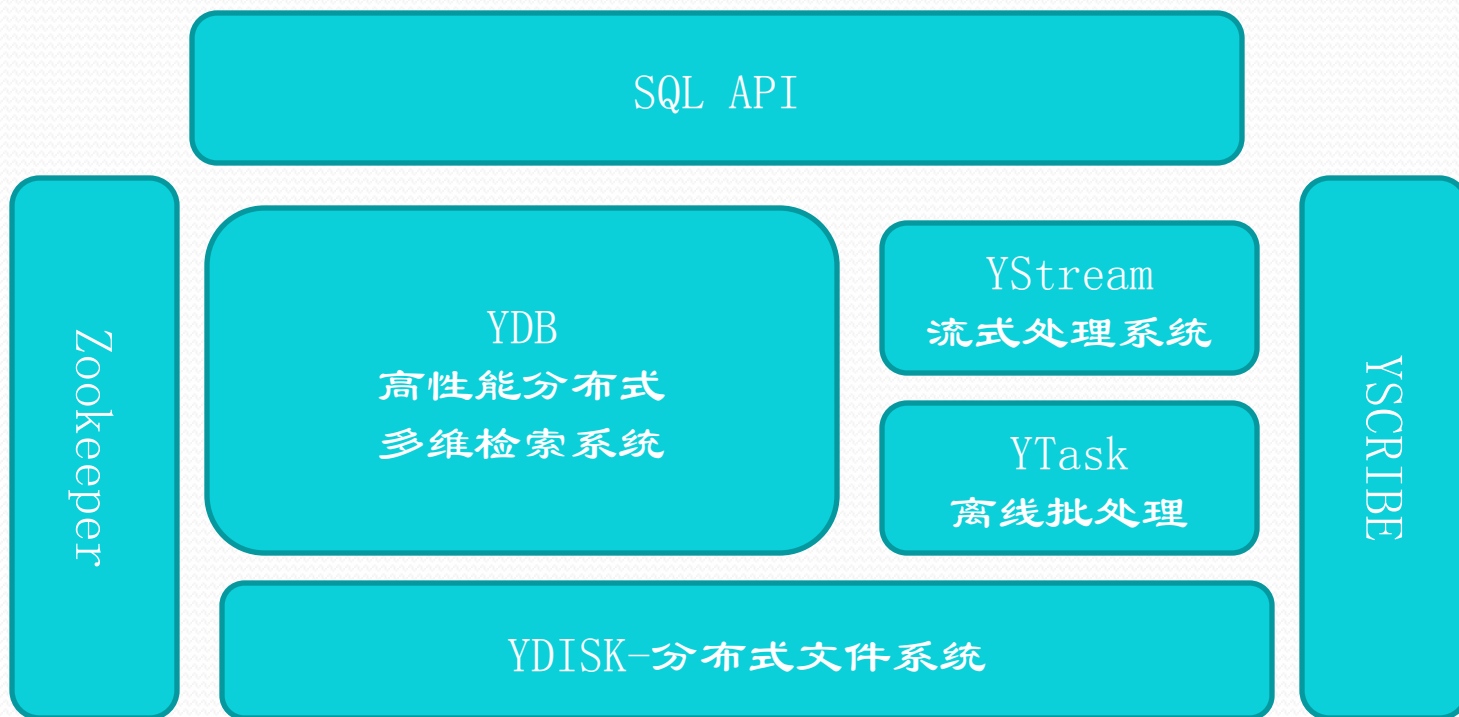 SQL API
Zookeeper
YDB
高性能分布式
多维检索系统
YStream
流式处理系统
YTask
离线批处理
YSCRIBE
YDISK-分布式文件系统